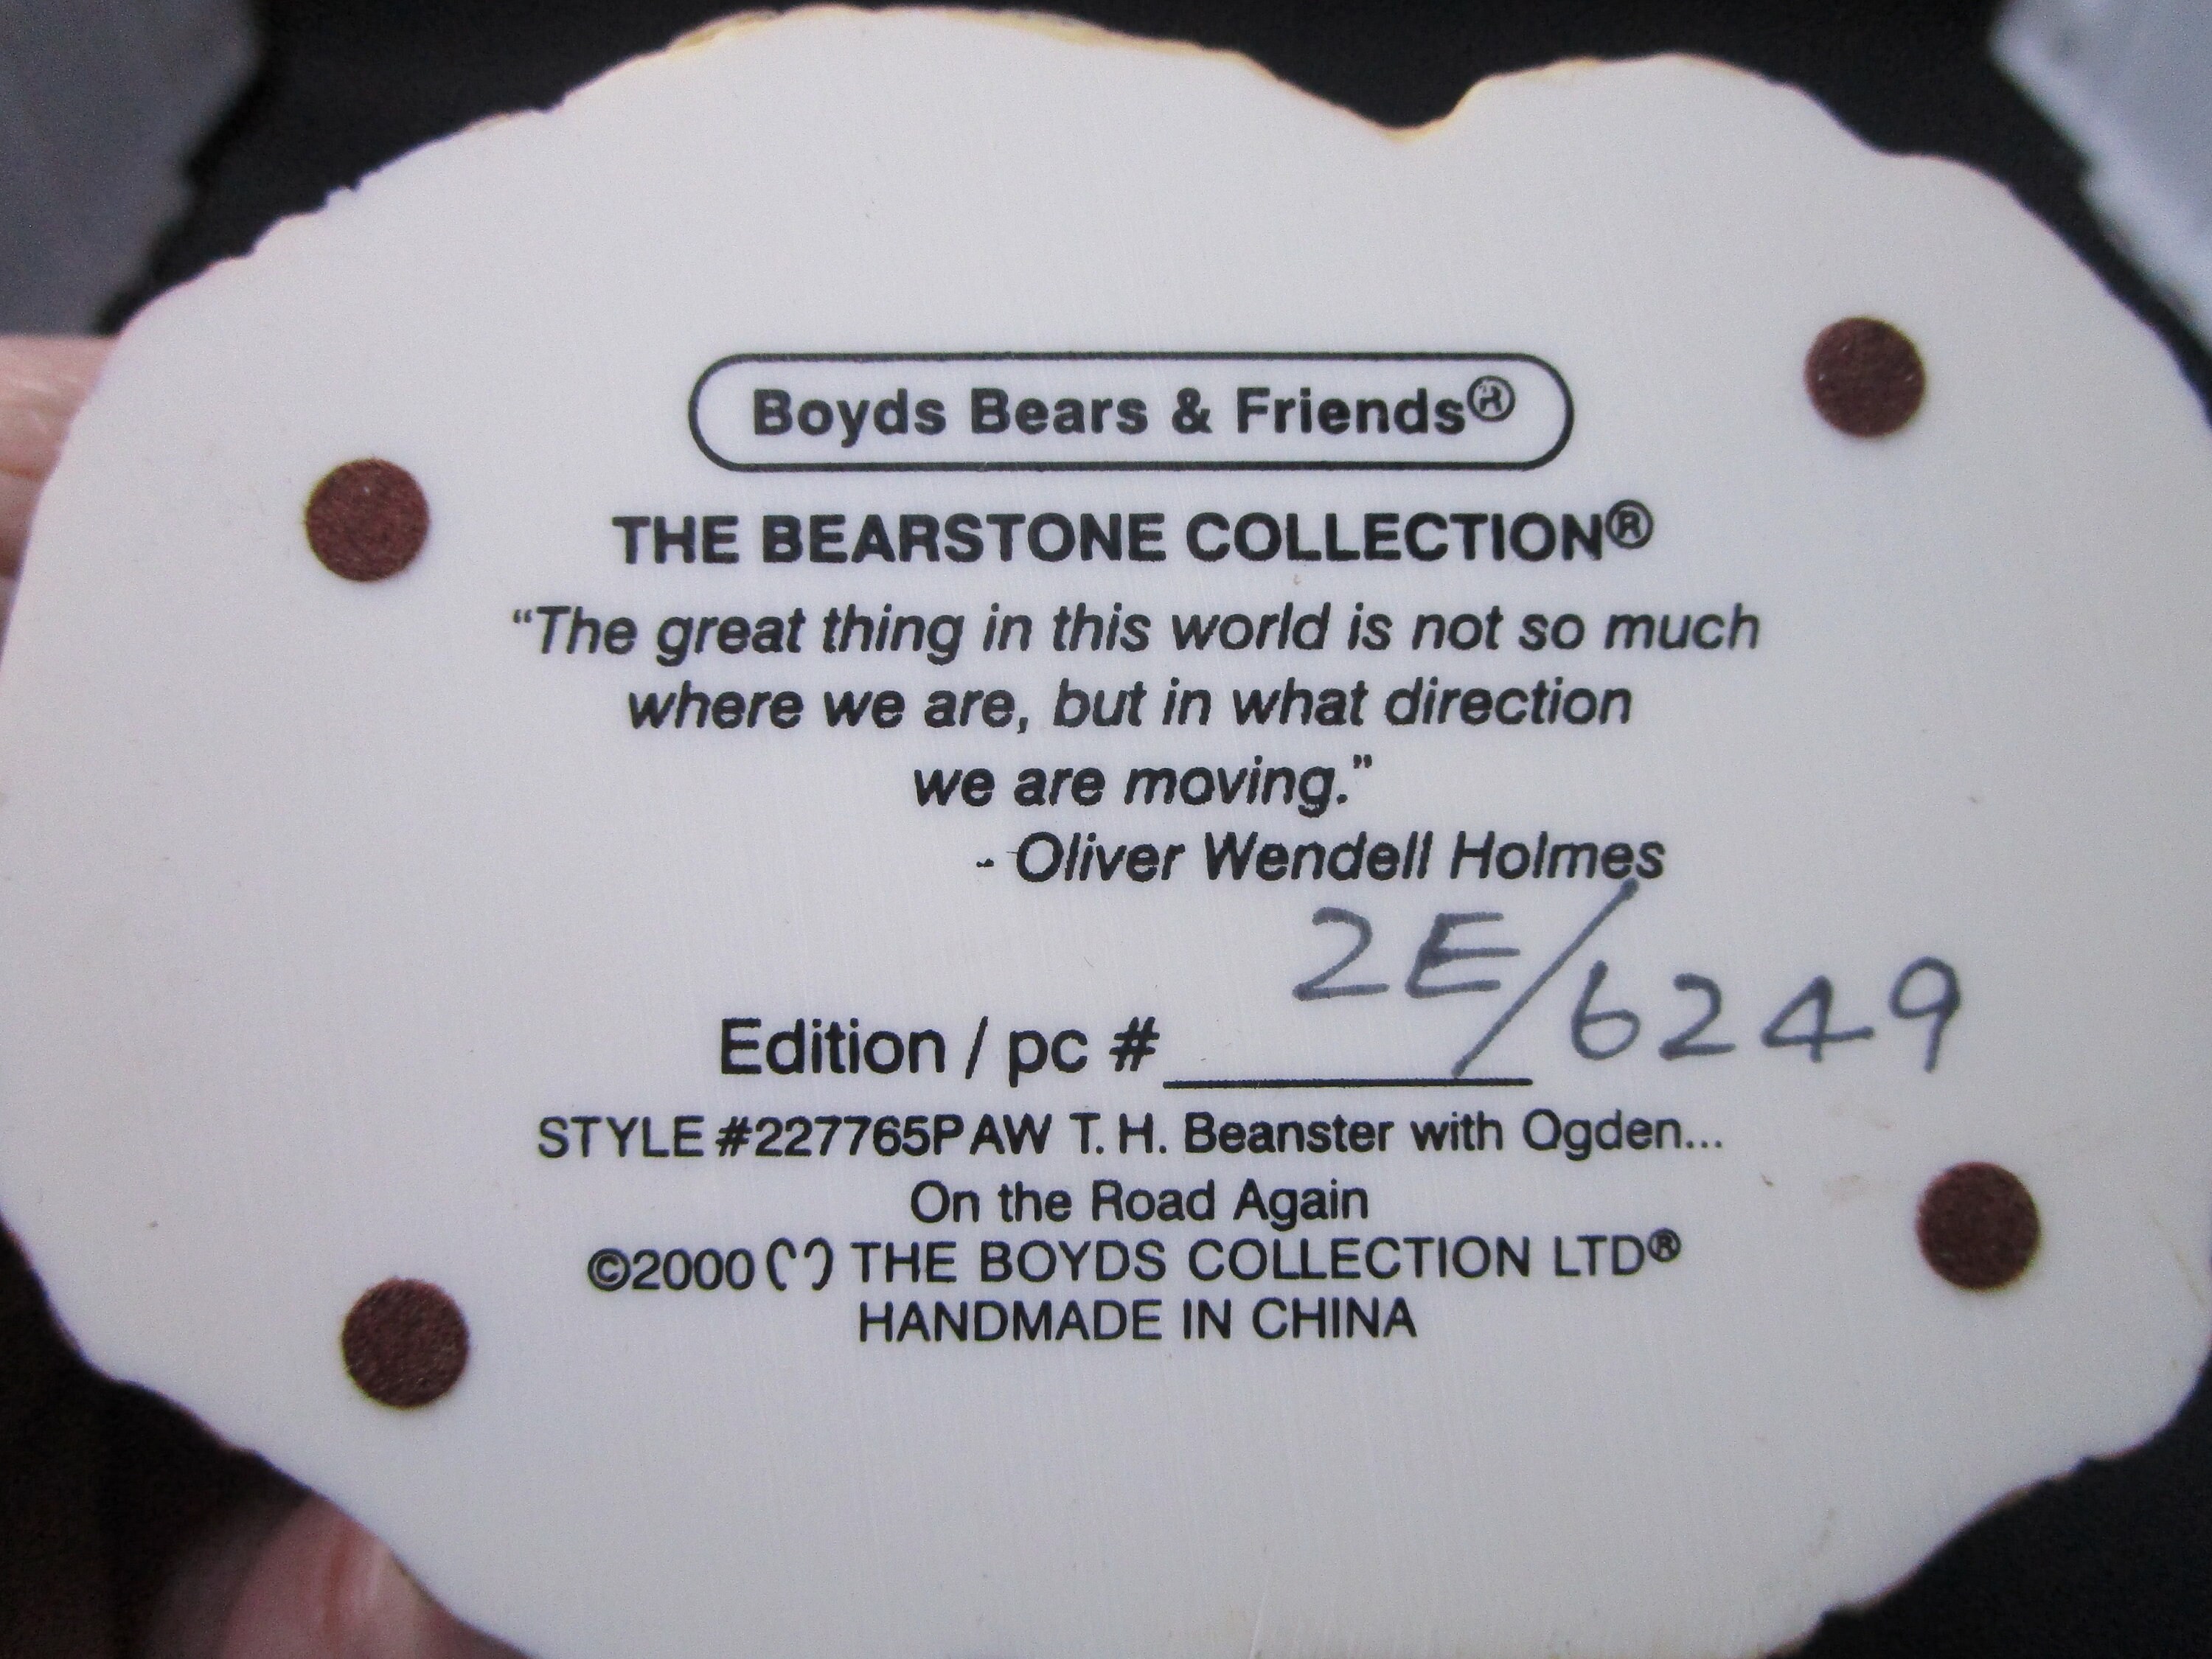 Boyds Bears & Friends®
THE BEARSTONE COLLECTION®
“The great thing in this world is not so much
where we are, but in what direction
we are moving.”
- Oliver Wendell Holmes
2E/6249
Edition / pc #
STYLE #227765PAW T. H. Beanster with Ogden...
On the Road Again
©2000 THE BOYDS COLLECTION LTD®
HANDMADE IN CHINA